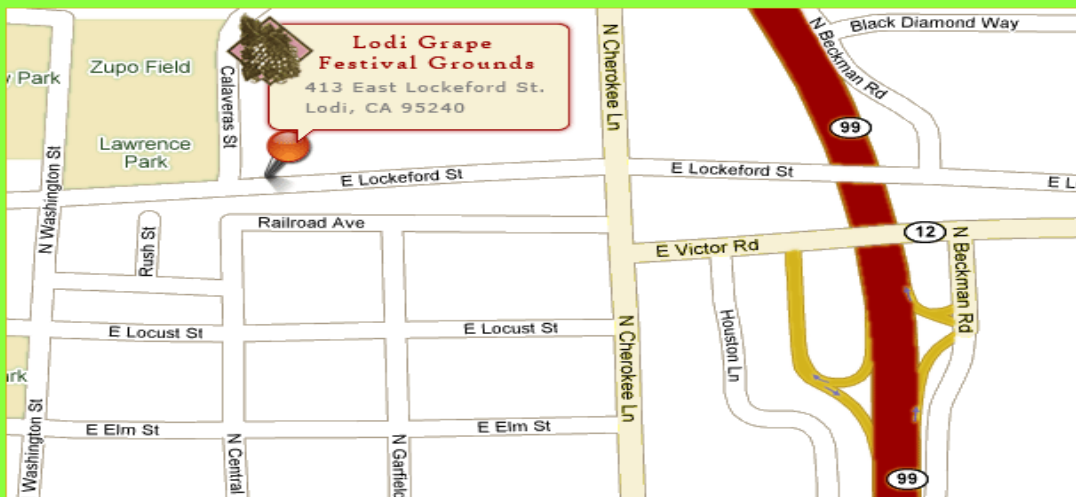 Lodi Grape
Festival Grounds
413 East Lockeford St.
Lodi, CA 95240
Zupo Field
y Park
Lawrence
Park
Calaveras St
N Washington St
N Cherokee Ln
N Beckman Rd
Black Diamond Way
99
E Lockeford St
E Lockeford St
E L
Railroad Ave
Rush St
E Victor Rd
12
N Beckman Rd
E Locust St
E Locust St
N Cherokee Ln
Houston Ln
rk
Washington St
E Elm St
E Elm St
N Central
N Garfield
99